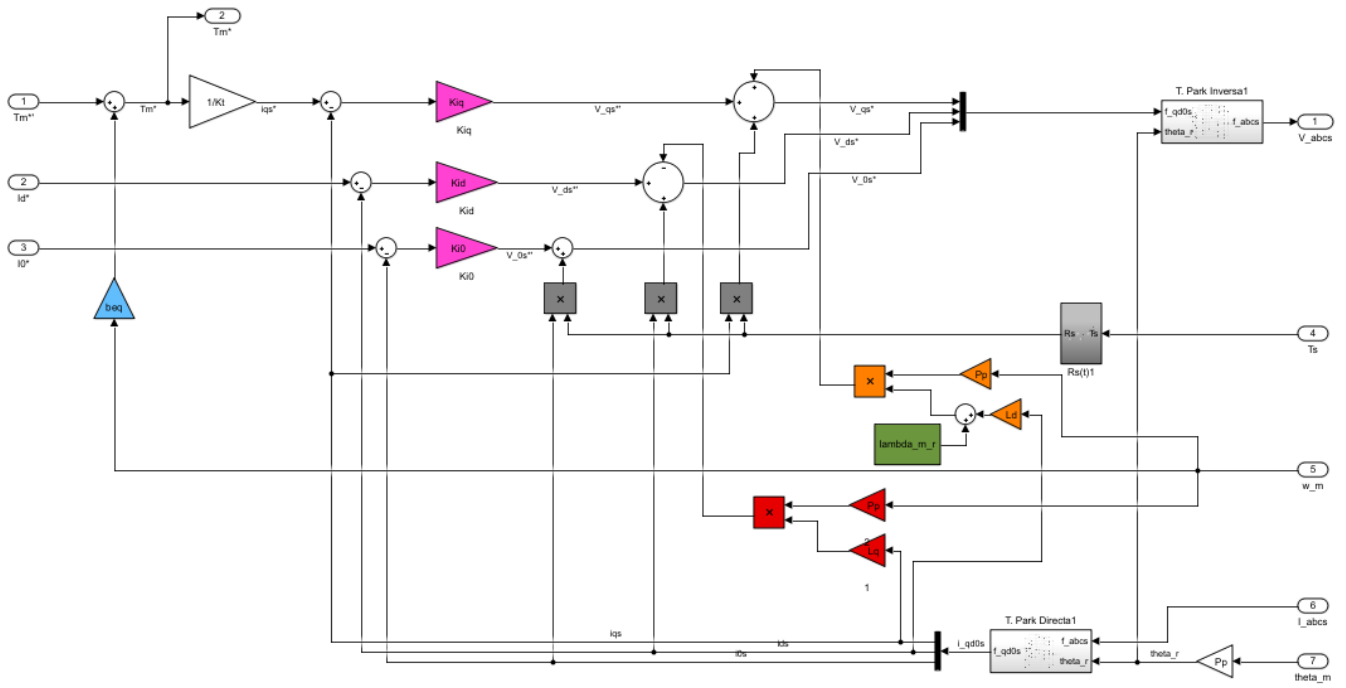 2
Tm*
T. Park Inversa1
1
Tm*'
Tm*
1/Kt
iqs*
Kiq
Kiq
V_qs*'
V_qs*
f_qd0s
theta_r
f_abcs
1
V_abcs
V_ds*
2
Id*
Kid
Kid
V_ds*'
V_0s*
3
I0*
Ki0
Ki0
V_0s*'
beq
×
×
×
Rs
Ts
Rs(t)1
4
Ts
×
Pp
Ld
lambda_m_r
5
w_m
×
Pp
2
Lq
1
T. Park Directa1
6
I_abcs
iqs
ids
i0s
i_qd0s
f_qd0s
f_abcs
theta_r
theta_r
Pp
7
theta_m